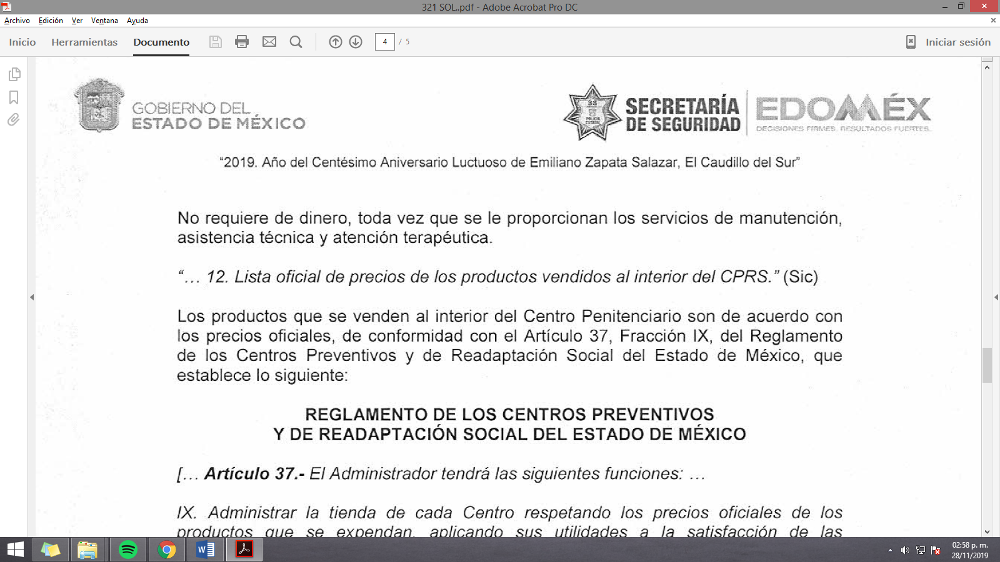 321 SOL..pdf - Adobe Acrobat Pro DC
Archivo Edición Ver Ventana Ayuda
Inicio Herramientas Documento 4 / 5 Iniciar sesión
GOBIERNO DEL
ESTADO DE MÉXICO
SS
POLICÍA
ESTATAL
SECRETARÍA
DE SEGURIDAD
EDOMÉX
DECISIONES FIRMES. RESULTADOS FUERTES.
“2019. Año del Centésimo Aniversario Luctuoso de Emiliano Zapata Salazar, El Caudillo del Sur”
No requiere de dinero, toda vez que se le proporcionan los servicios de manutención,
asistencia técnica y atención terapéutica.
“… 12. Lista oficial de precios de los productos vendidos al interior del CPRS.” (Sic)
Los productos que se venden al interior del Centro Penitenciario son de acuerdo con
los precios oficiales, de conformidad con el Artículo 37, Fracción IX, del Reglamento
de los Centros Preventivos y de Readaptación Social del Estado de México, que
establece lo siguiente:
REGLAMENTO DE LOS CENTROS PREVENTIVOS
Y DE READAPTACIÓN SOCIAL DEL ESTADO DE MÉXICO
[… Artículo 37.- El Administrador tendrá las siguientes funciones: …
IX. Administrar la tienda de cada Centro respetando los precios oficiales de los
productos que se expendan, aplicando sus utilidades a la satisfacción de las
02:58 p. m.
28/11/2019